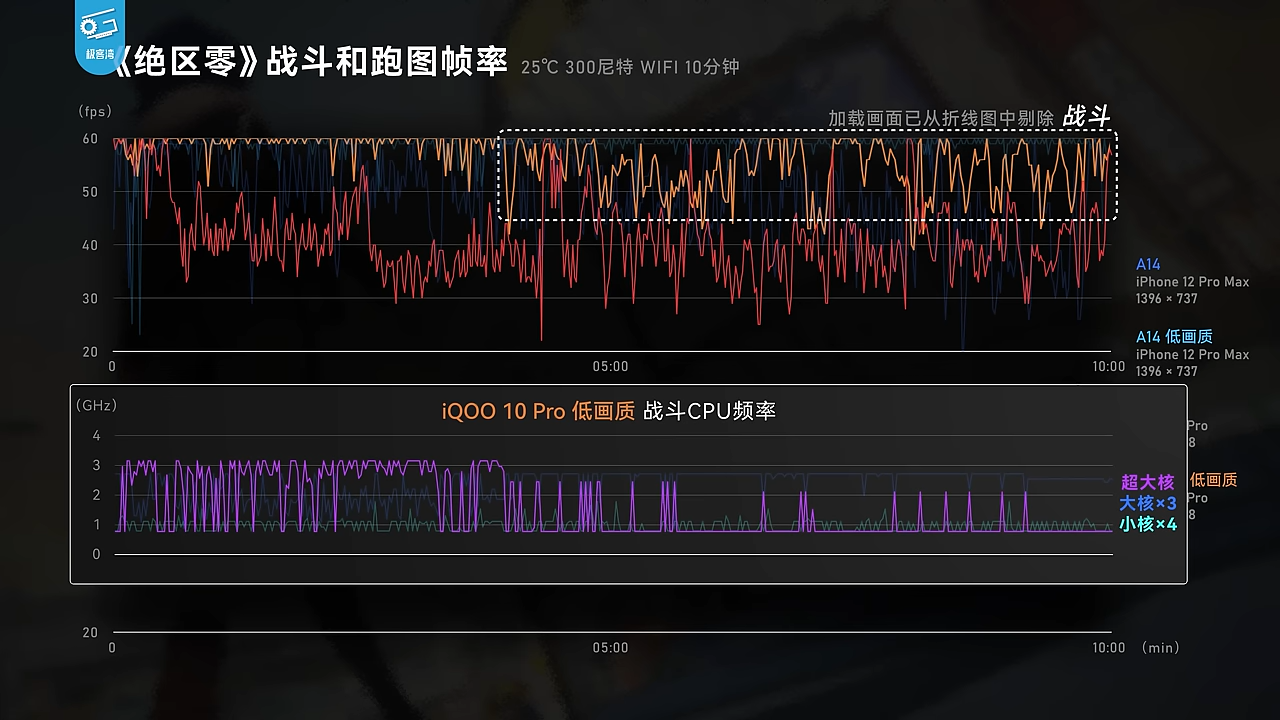 极客湾
《绝区零》战斗和跑图帧率 25℃ 300尼特 WIFI 10分钟
(fps)
加载画面已从折线图中剔除 战斗
60
50
40
30
20
0 05:00 10:00
A14
iPhone 12 Pro Max
1396 × 737
A14 低画质
iPhone 12 Pro Max
1396 × 737
(GHz)
iQOO 10 Pro 低画质 战斗CPU频率
4
3
2
1
0
超大核
大核×3
小核×4
Pro
8
低画质
Pro
8
20
0 05:00 10:00 (min)